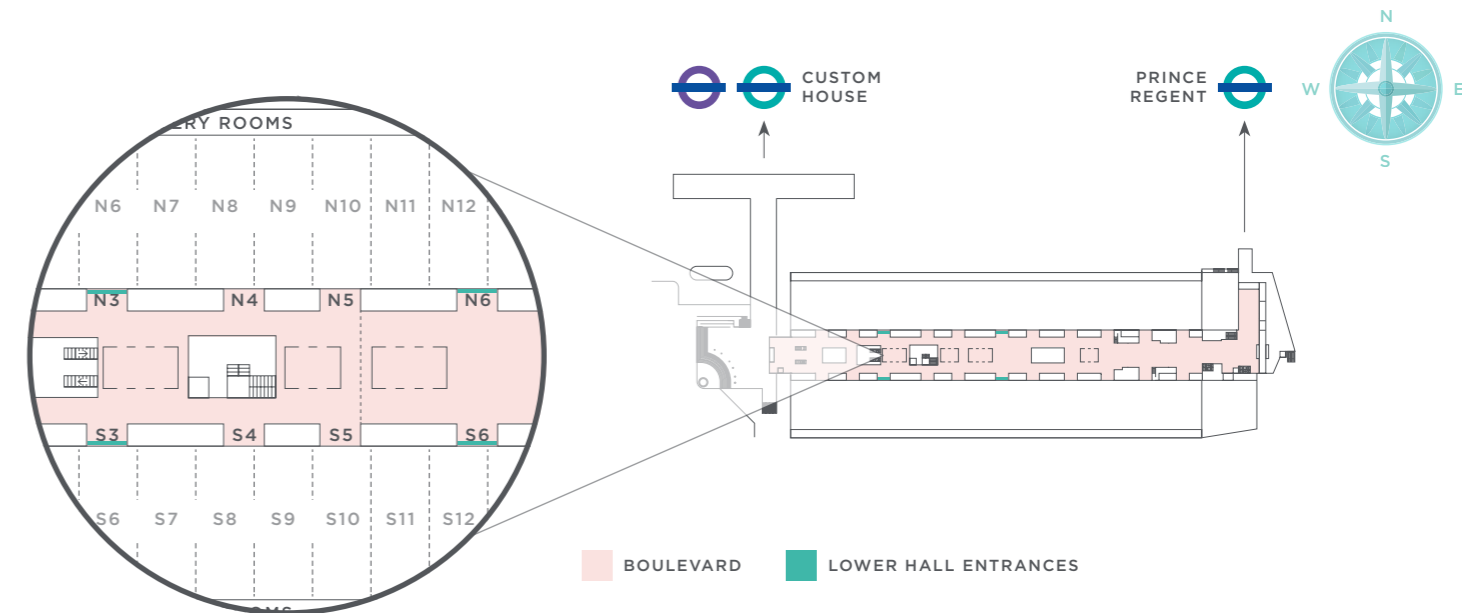 N
W
E
S
CUSTOM
HOUSE
PRINCE
REGENT
ERY ROOMS
N6 N7 N8 N9 N10 N11 N12
N3 N4 N5 N6
S3 S4 S5 S6
S6 S7 S8 S9 S10 S11 S12
OMS
BOULEVARD
LOWER HALL ENTRANCES